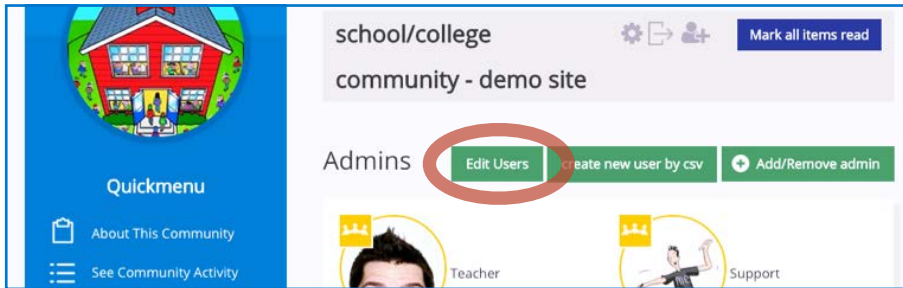 school/college
Mark all items read
community - demo site
Admins
Edit Users
create new user by csv
Add/Remove admin
Quickmenu
About This Community
See Community Activity
Teacher
Support